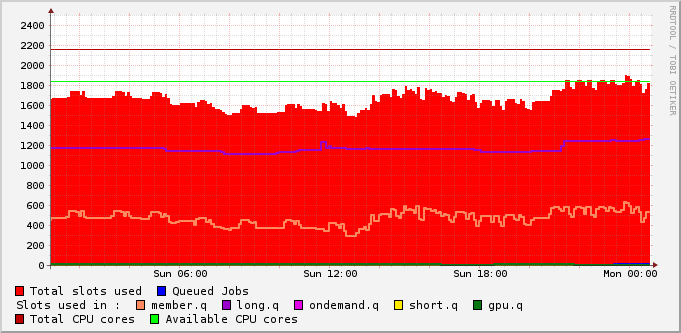 RRDTOOL / TOBI OETIKER
2400
2200
2000
1800
1600
1400
1200
1000
800
600
400
200
0
Sun 06:00 Sun 12:00 Sun 18:00 Mon 00:00
Total slots used Queued Jobs
Slots used in : member.q long.q ondemand.q short.q gpu.q
Total CPU cores Available CPU cores